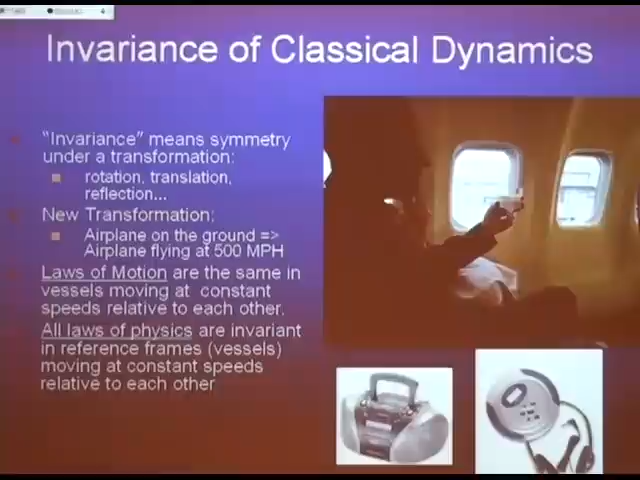 Invariance of Classical Dynamics
"Invariance" means symmetry
under a transformation:
rotation, translation,
reflection...
New Transformation:
Airplane on the ground =>
Airplane flying at 500 MPH
Laws of Motion are the same in
vessels moving at constant
speeds relative to each other.
All laws of physics are invariant
in reference frames (vessels)
moving at constant speeds
relative to each other